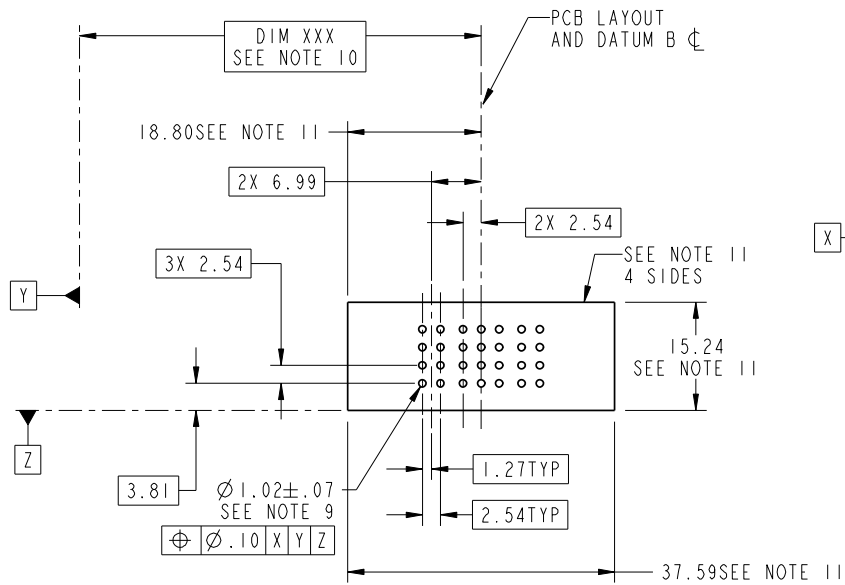 PCB LAYOUT
AND DATUM B ℄
DIM XXX
SEE NOTE 10
18.80SEE NOTE 11
2X 6.99
2X 2.54
SEE NOTE 11
4 SIDES
X
3X 2.54
Y
15.24
SEE NOTE 11
Z
1.27TYP
3.81
Ø1.02±.07
SEE NOTE 9
2.54TYP
⌖ Ø.10 X Y Z
37.59SEE NOTE 11